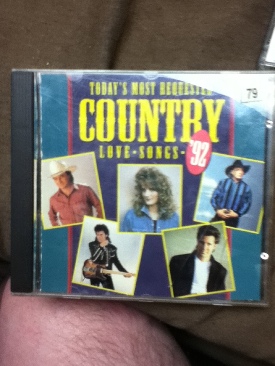 TODAY'S MOST REQUESTED
COUNTRY
LOVE • SONGS •
'92
79